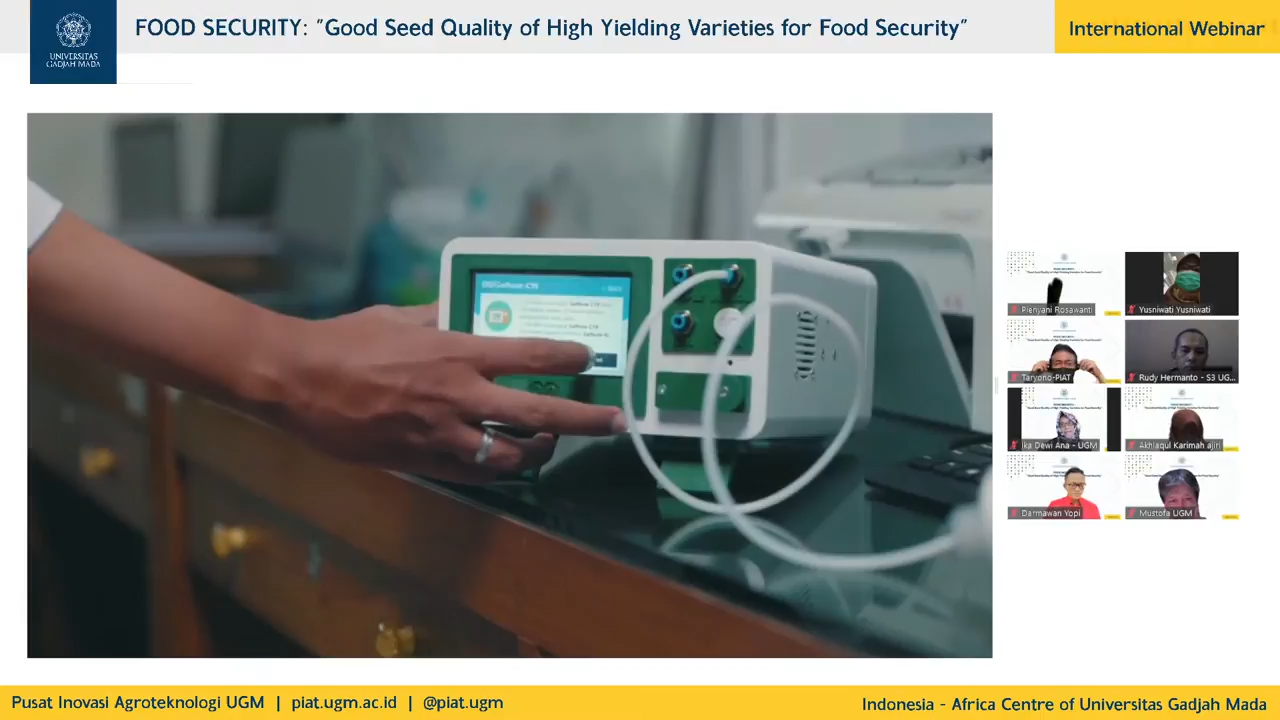 FOOD SECURITY: "Good Seed Quality of High Yielding Varieties for Food Security"
International Webinar
UNIVERSITAS
GADJAH MADA
Pienyani Rosawanti
Yusniwati Yusniwati
Taryono-PIAT
Rudy Hermanto - S3 UG...
Ika Dewi Ana - UGM
Akhlaqul Karimah ajiri
Darmawan Yopi
Mustofa UGM
Pusat Inovasi Agroteknologi UGM | piat.ugm.ac.id | @piat.ugm
Indonesia - Africa Centre of Universitas Gadjah Mada